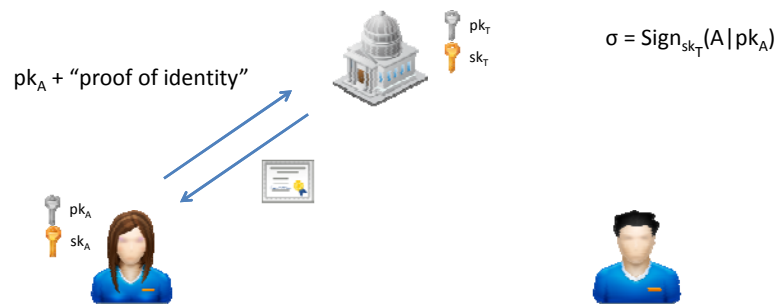 pk_T
sk_T
σ = Sign_{sk_T}(A|pk_A)
pk_A + “proof of identity”
pk_A
sk_A